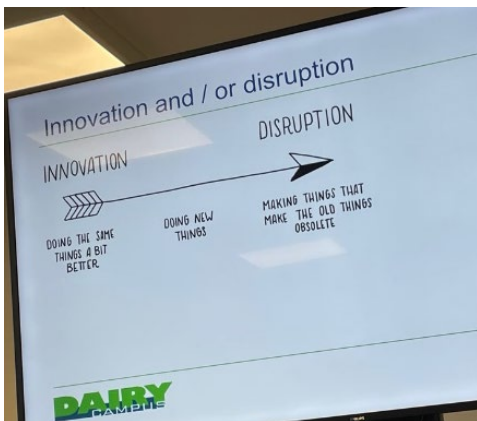 Innovation and / or disruption
DISRUPTION
INNOVATION
DOING THE SAME
THINGS A BIT
BETTER
DOING NEW
THINGS
MAKING THINGS THAT
MAKE THE OLD THINGS
OBSOLETE
DAIRY
CAMPUS